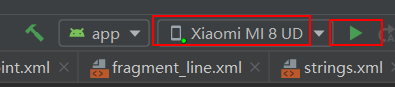 app
Xiaomi MI 8 UD
int.xml
fragment_line.xml
strings.xml